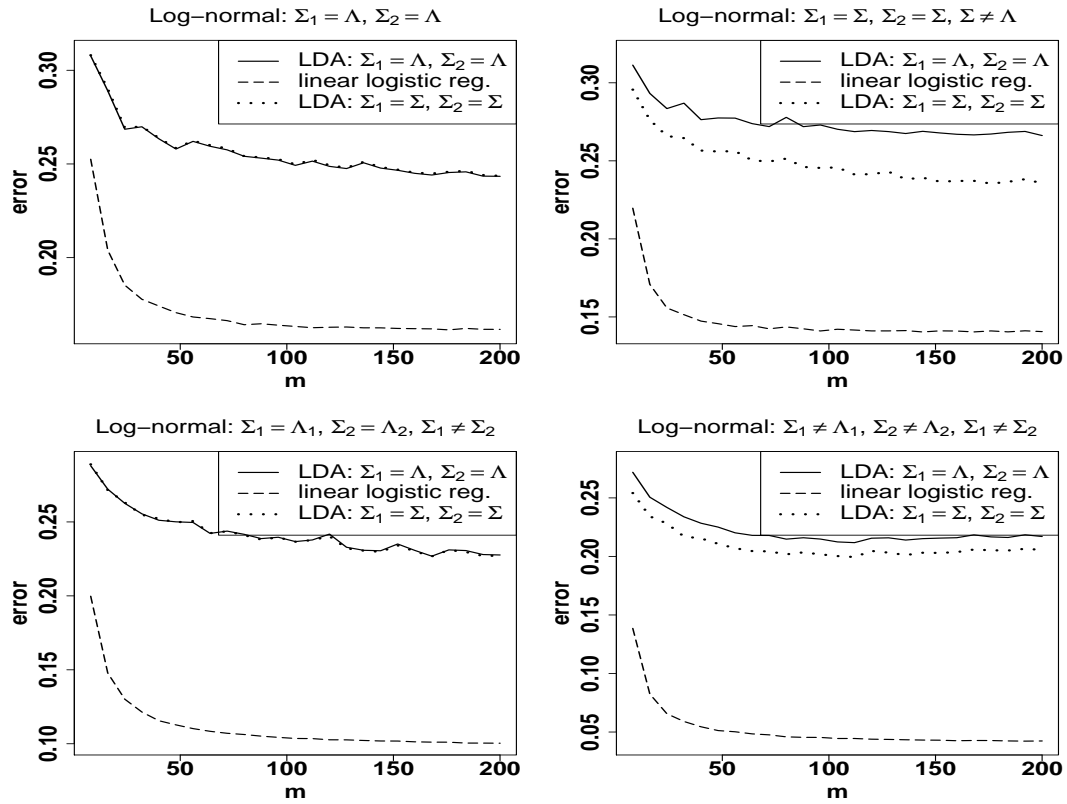 Log−normal: Σ1 = Λ, Σ2 = Λ
LDA: Σ1 = Λ, Σ2 = Λ
linear logistic reg.
LDA: Σ1 = Σ, Σ2 = Σ
error
0.30
0.25
0.20
50
100
150
200
m
Log−normal: Σ1 = Σ, Σ2 = Σ, Σ ≠ Λ
LDA: Σ1 = Λ, Σ2 = Λ
linear logistic reg.
LDA: Σ1 = Σ, Σ2 = Σ
error
0.30
0.25
0.20
0.15
50
100
150
200
m
Log−normal: Σ1 = Λ1, Σ2 = Λ2, Σ1 ≠ Σ2
LDA: Σ1 = Λ, Σ2 = Λ
linear logistic reg.
LDA: Σ1 = Σ, Σ2 = Σ
error
0.25
0.20
0.15
0.10
50
100
150
200
m
Log−normal: Σ1 ≠ Λ1, Σ2 ≠ Λ2, Σ1 ≠ Σ2
LDA: Σ1 = Λ, Σ2 = Λ
linear logistic reg.
LDA: Σ1 = Σ, Σ2 = Σ
error
0.25
0.20
0.15
0.10
0.05
50
100
150
200
m